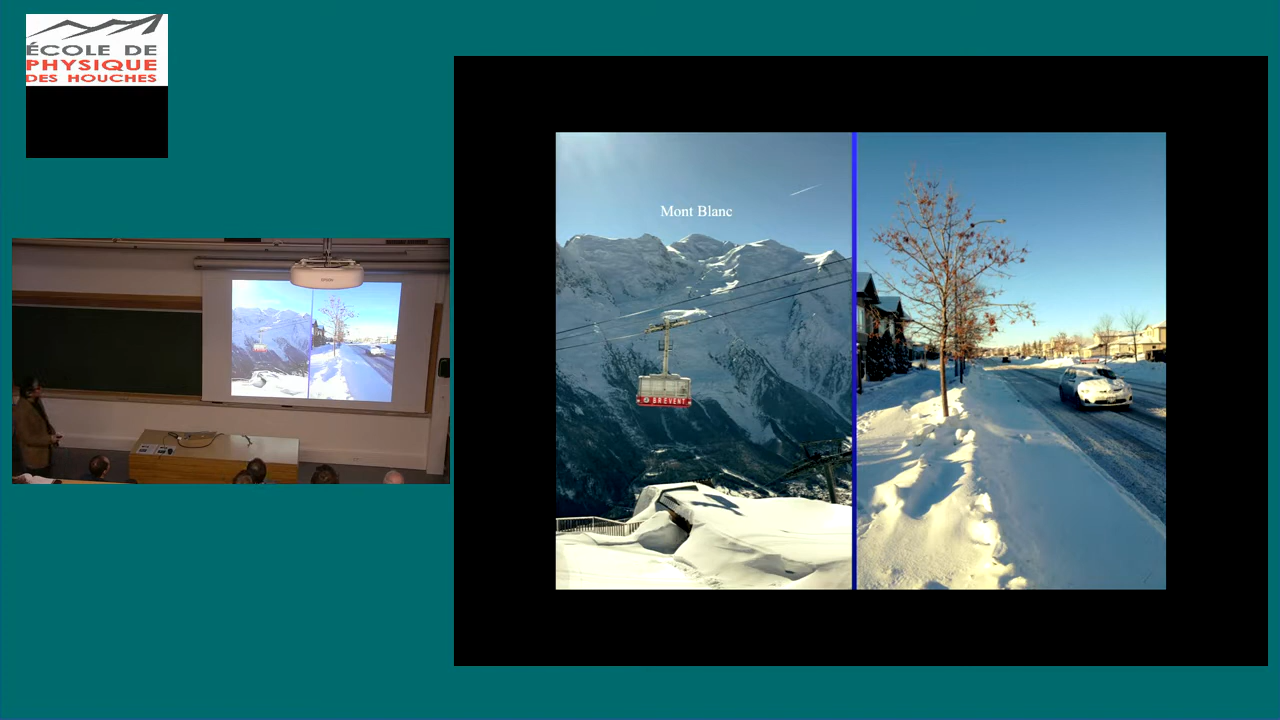 ÉCOLE DE
PHYSIQUE
DES HOUCHES
Mont Blanc
BREVENT